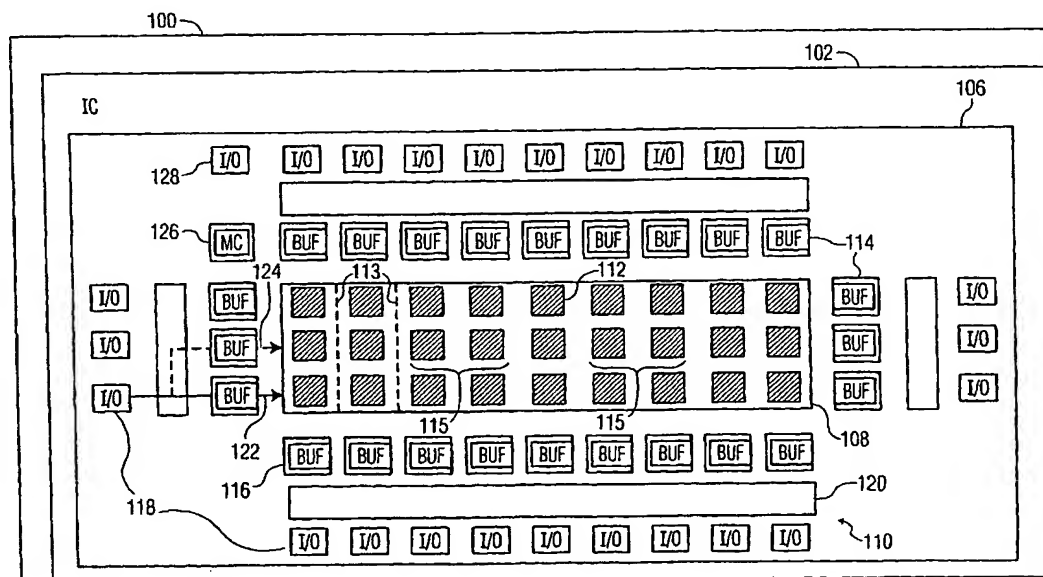 100
102
IC
106
I/O I/O I/O I/O I/O I/O I/O I/O I/O I/O
128
126
MC BUF BUF BUF BUF BUF BUF BUF BUF BUF
114
124 113 112
I/O BUF BUF I/O
I/O BUF BUF I/O
I/O BUF BUF I/O
122 115 115 108
BUF BUF BUF BUF BUF BUF BUF BUF BUF
116
118 120
I/O I/O I/O I/O I/O I/O I/O I/O I/O
110